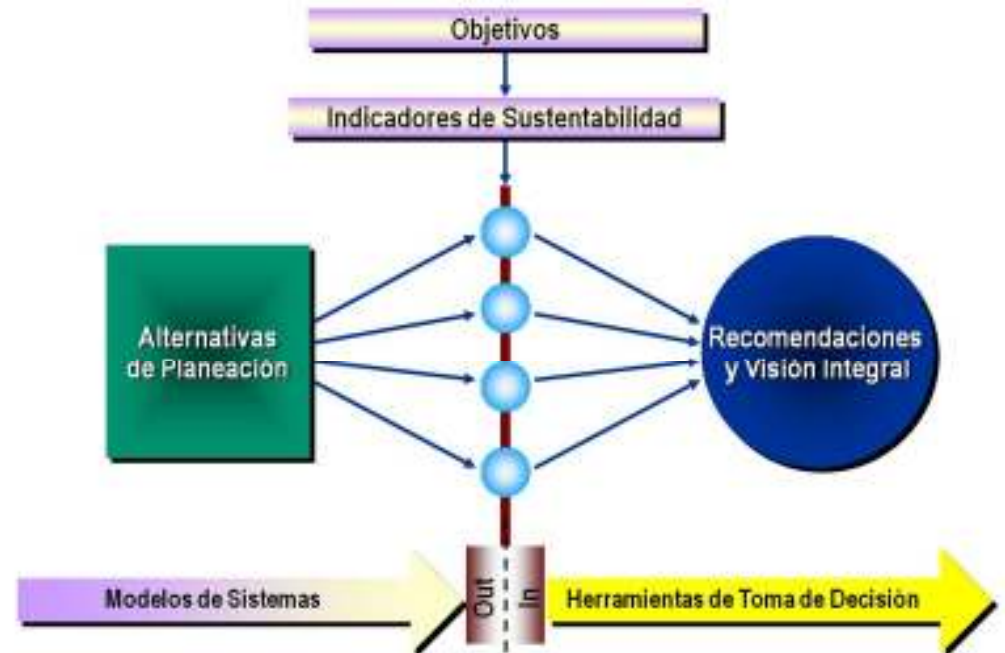 Objetivos
Indicadores de Sustentabilidad
Alternativas
de Planeación
Recomendaciones
y Visión Integral
Modelos de Sistemas
Out
In
Herramientas de Toma de Decisión